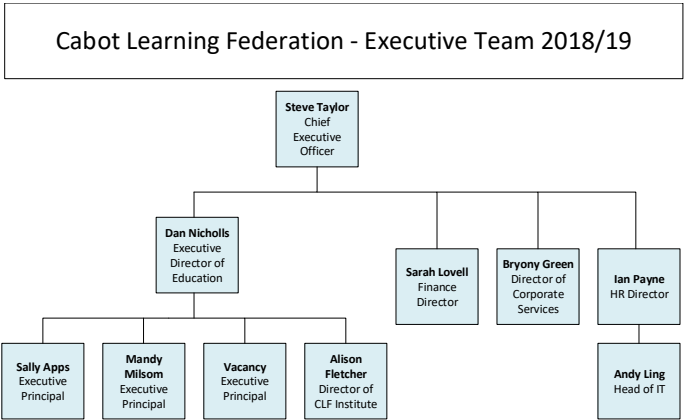 Cabot Learning Federation - Executive Team 2018/19
Steve Taylor
Chief
Executive
Officer
Dan Nicholls
Executive
Director of
Education
Sarah Lovell
Finance
Director
Bryony Green
Director of
Corporate
Services
Ian Payne
HR Director
Sally Apps
Executive
Principal
Mandy
Milsom
Executive
Principal
Vacancy
Executive
Principal
Alison
Fletcher
Director of
CLF Institute
Andy Ling
Head of IT